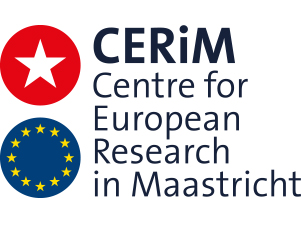 CERiM
Centre for
European
Research
in Maastricht